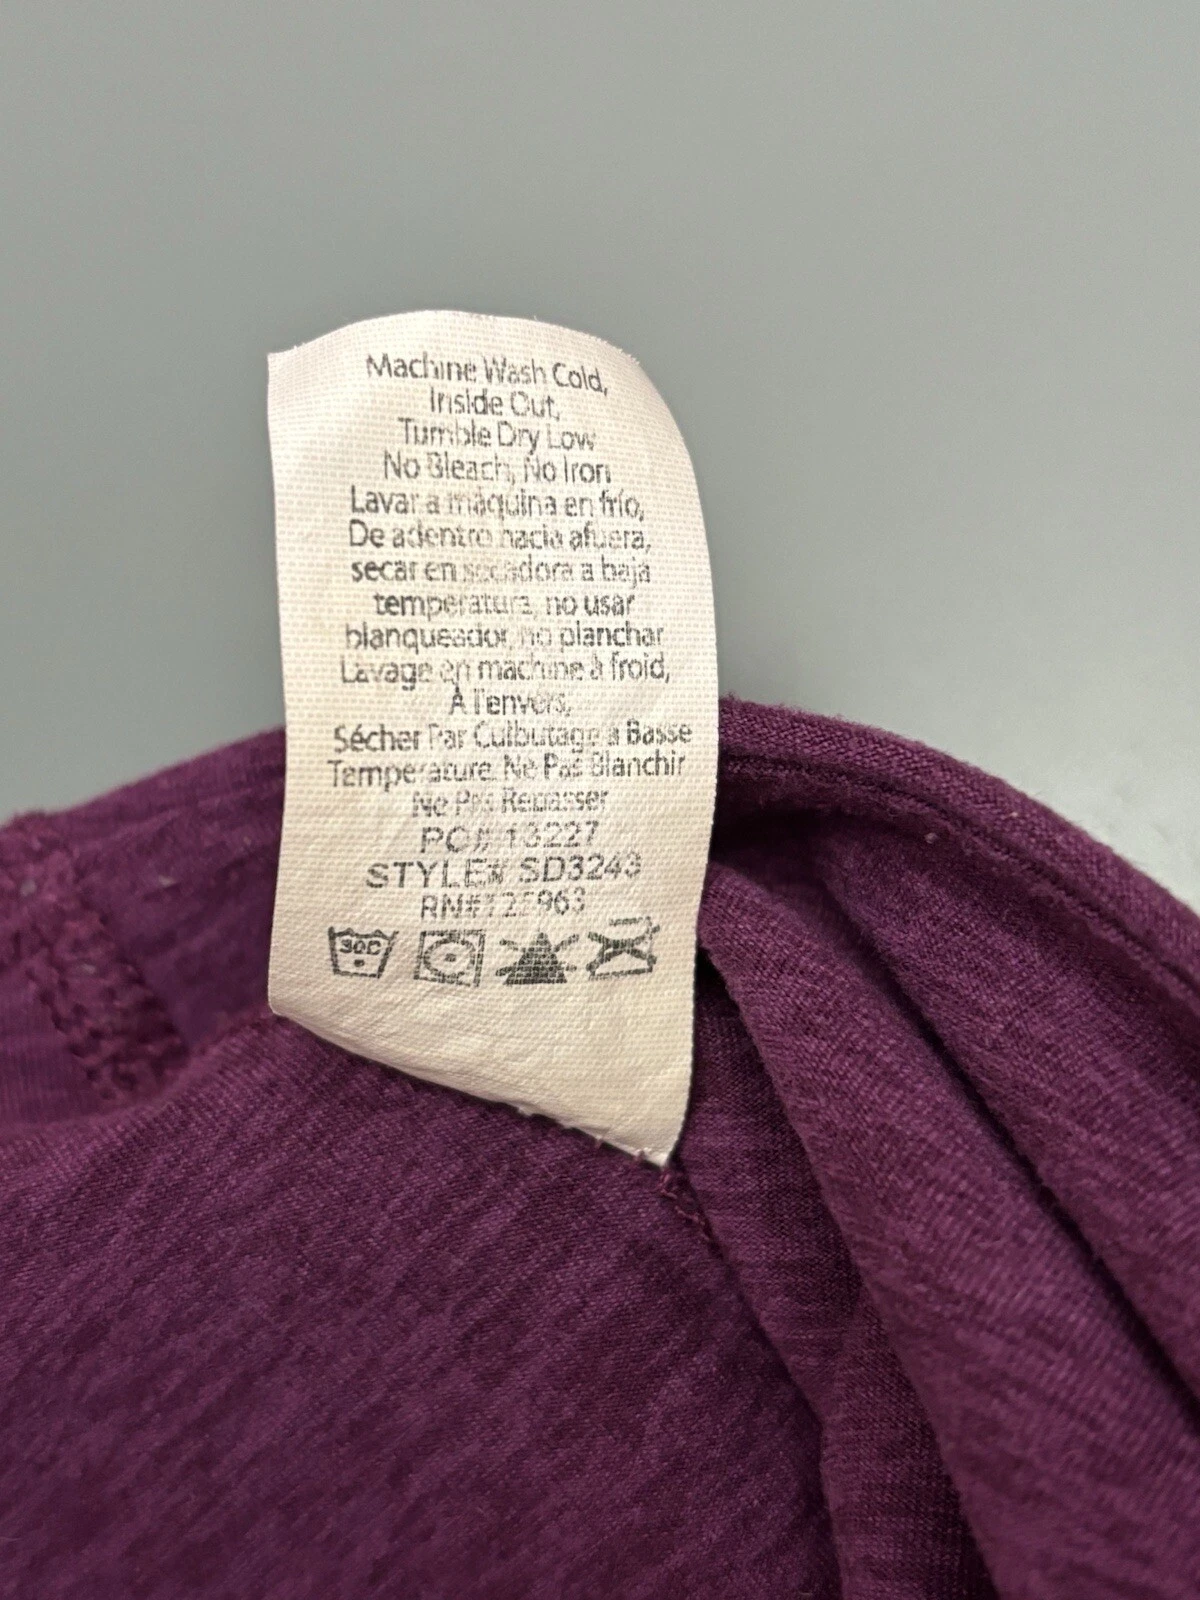 Machine Wash Cold,
Inside Out,
Tumble Dry Low
No Bleach, No Iron
Lavar a máquina en frío,
De adentro hacia afuera,
secar en secadora a baja
temperatura, no usar
blanqueador, no planchar
Lavage en machine à froid,
À l'envers,
Sécher Par Culbutage à Basse
Temperature Ne Pas Blanchir
Ne Pas Repasser
PO# 13227
STYLE# SD3243
RN#
30C